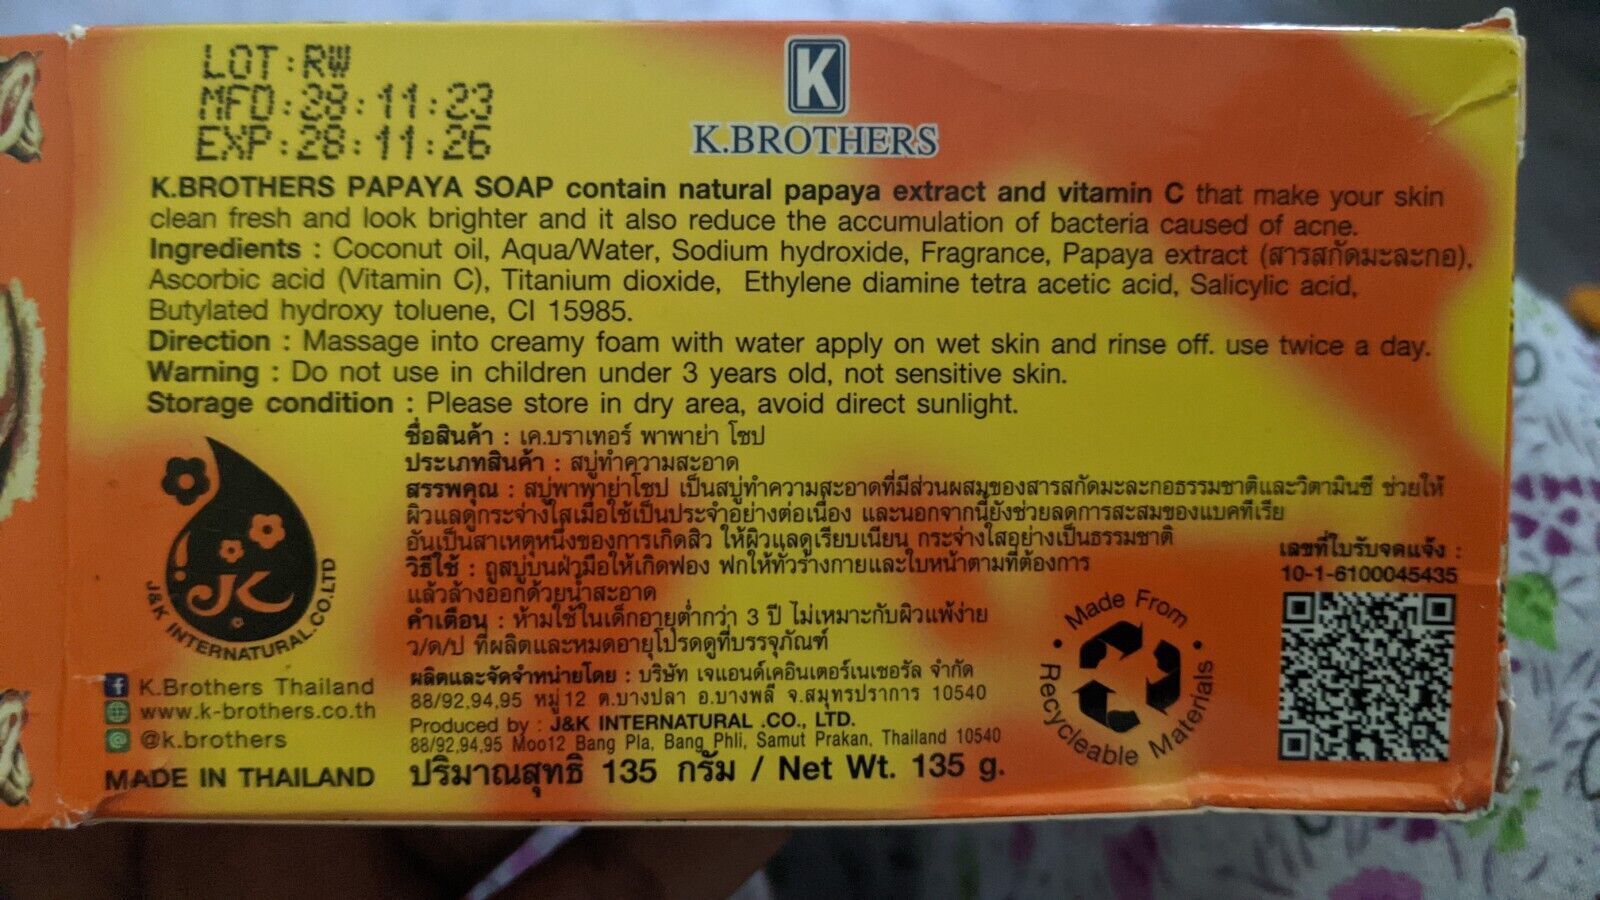 LOT:RW
MFD:28:11:23
EXP:28:11:26
K
K.BROTHERS
K.BROTHERS PAPAYA SOAP contain natural papaya extract and vitamin C that make your skin
clean fresh and look brighter and it also reduce the accumulation of bacteria caused of acne.
Ingredients : Coconut oil, Aqua/Water, Sodium hydroxide, Fragrance, Papaya extract (สารสกัดมะละกอ),
Ascorbic acid (Vitamin C), Titanium dioxide, Ethylene diamine tetra acetic acid, Salicylic acid,
Butylated hydroxy toluene, CI 15985.
Direction : Massage into creamy foam with water apply on wet skin and rinse off. use twice a day.
Warning : Do not use in children under 3 years old, not sensitive skin.
Storage condition : Please store in dry area, avoid direct sunlight.
ชื่อสินค้า : เค.บราเทอร์ พาพาย่า โซป
ประเภทสินค้า : สบู่ทำความสะอาด
สรรพคุณ : สบู่พาพาย่าโซป เป็นสบู่ทำความสะอาดที่มีส่วนผสมของสารสกัดมะละกอธรรมชาติและวิตามินซี ช่วยให้
ผิวแลดูกระจ่างใสเมื่อใช้เป็นประจำอย่างต่อเนื่อง และนอกจากนี้ยังช่วยลดการสะสมของแบคทีเรีย
อันเป็นสาเหตุหนึ่งของการเกิดสิว ให้ผิวแลดูเรียบเนียน กระจ่างใสอย่างเป็นธรรมชาติ
วิธีใช้ : ถูสบู่บนฝ่ามือให้เกิดฟอง ฟอกให้ทั่วร่างกายและใบหน้าตามที่ต้องการ
แล้วล้างออกด้วยน้ำสะอาด
คำเตือน : ห้ามใช้ในเด็กอายุต่ำกว่า 3 ปี ไม่เหมาะกับผิวแพ้ง่าย
ว/ด/ป ที่ผลิตและหมดอายุโปรดดูที่บรรจุภัณฑ์
ผลิตและจัดจำหน่ายโดย : บริษัท เจแอนด์เคอินเตอร์เนเชอรัล จำกัด
88/92,94,95 หมู่ 12 ต.บางปลา อ.บางพลี จ.สมุทรปราการ 10540
Produced by : J&K INTERNATURAL .CO., LTD.
88/92,94,95 Moo12 Bang Pla, Bang Phli, Samut Prakan, Thailand 10540
ปริมาณสุทธิ 135 กรัม / Net Wt. 135 g.
JK
J&K INTERNATURAL.CO.LTD
K.Brothers Thailand
www.k-brothers.co.th
@k.brothers
MADE IN THAILAND
Made From
Recycleable Materials
เลขที่ใบรับจดแจ้ง :
10-1-6100045435